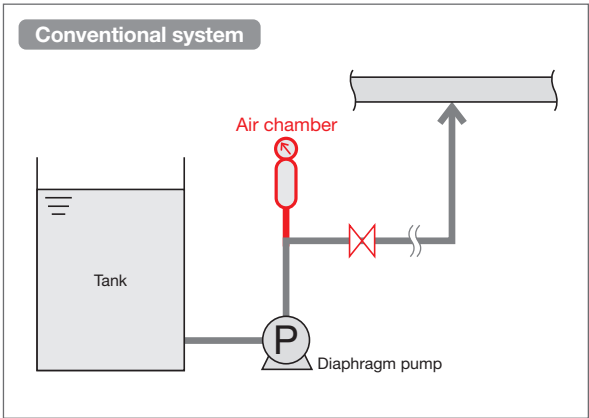 Conventional system
Air chamber
Tank
P
Diaphragm pump